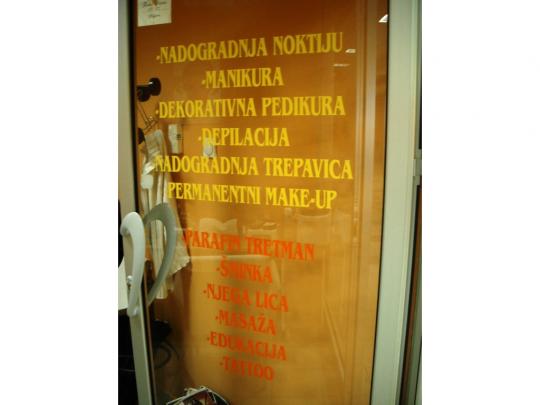 -NADOGRADNJA NOKTIJU
-MANIKURA
-DEKORATIVNA PEDIKURA
-DEPILACIJA
-NADOGRADNJA TREPAVICA
PERMANENTNI MAKE-UP
-PARAFIN TRETMAN
-ŠMINKA
-NJEGA LICA
-MASAŽA
-EDUKACIJA
-TATTOO